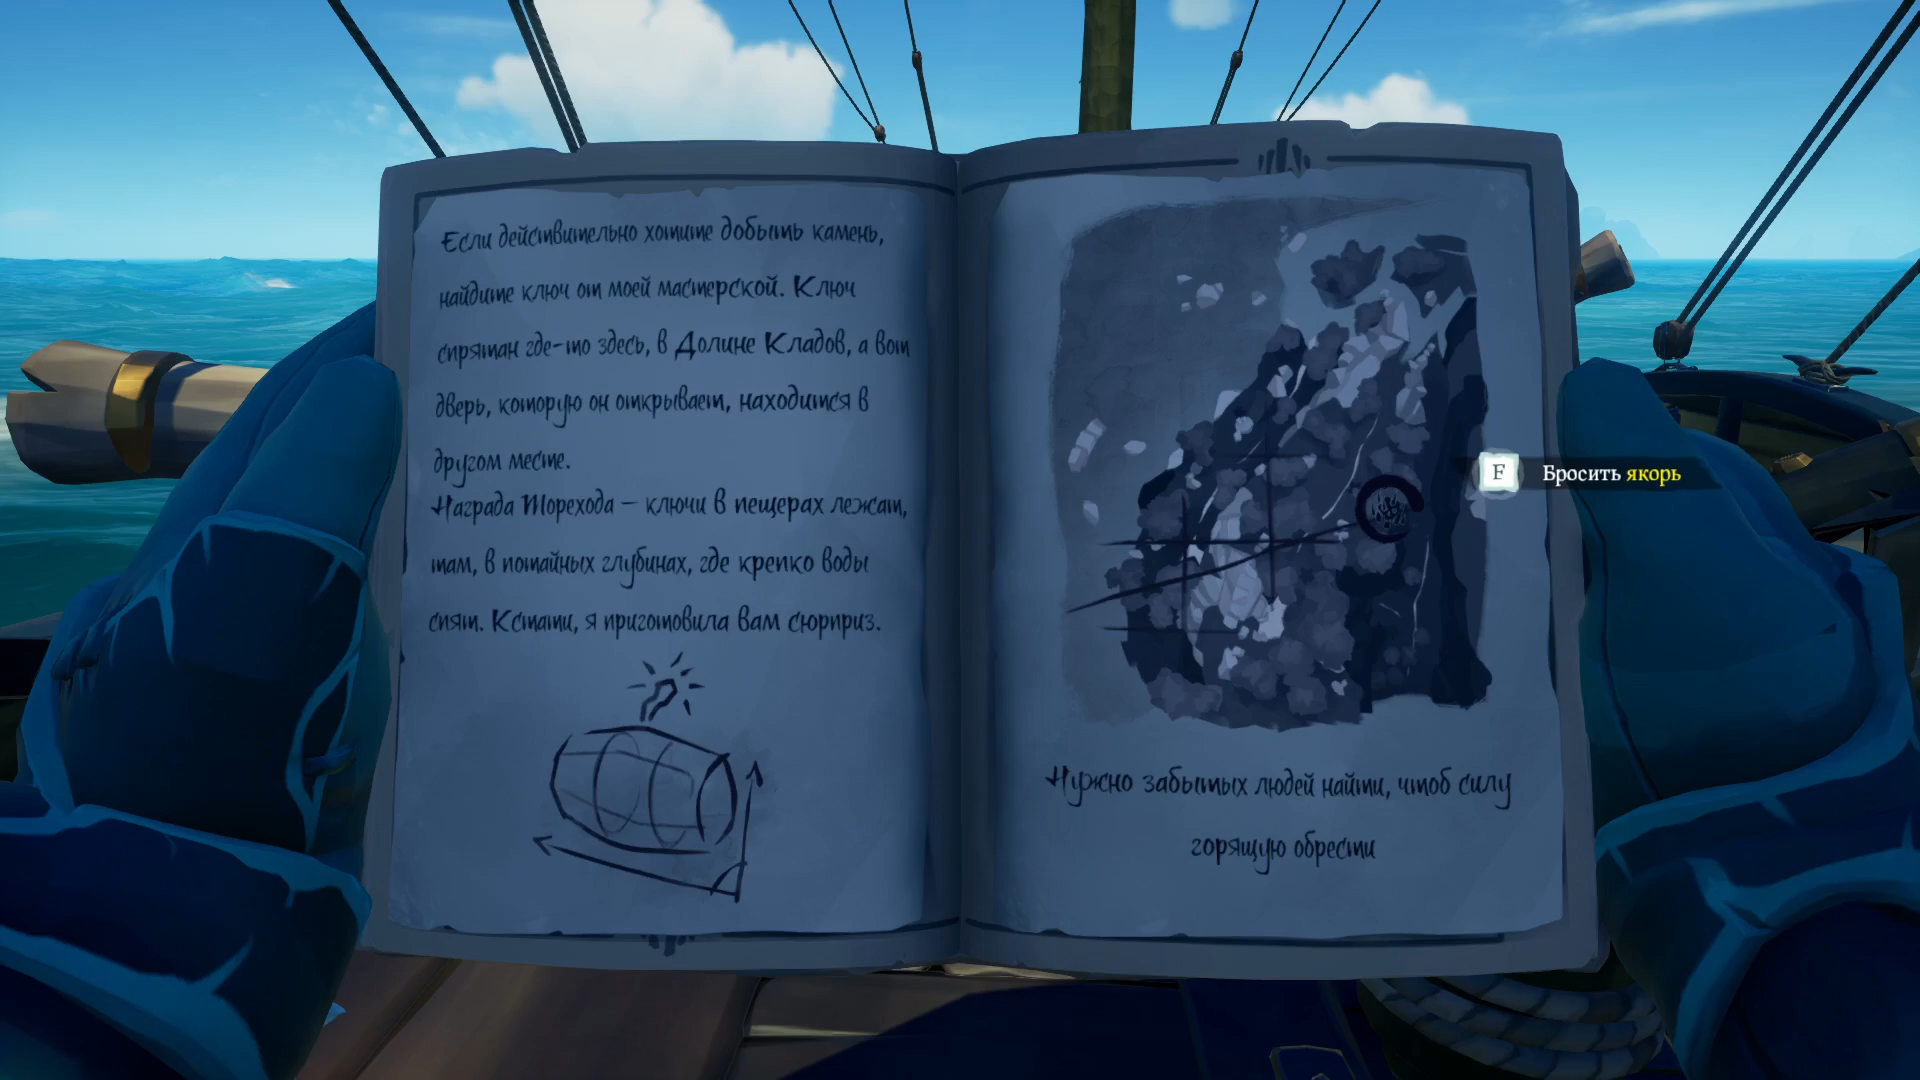 Если действительно хотите добыть камень,
найдите ключ от моей мастерской. Ключ
спрятан где-то здесь, в Долине Кладов, а вот
дверь, которую он открывает, находится в
другом месте.
Награда Морехода – ключи в пещерах лежат,
там, в потайных глубинах, где крепко воды
спят. Кстати, я приготовила вам сюрприз.
Нужно забытых людей найти, чтоб силу
горящую обрести
F Бросить якорь